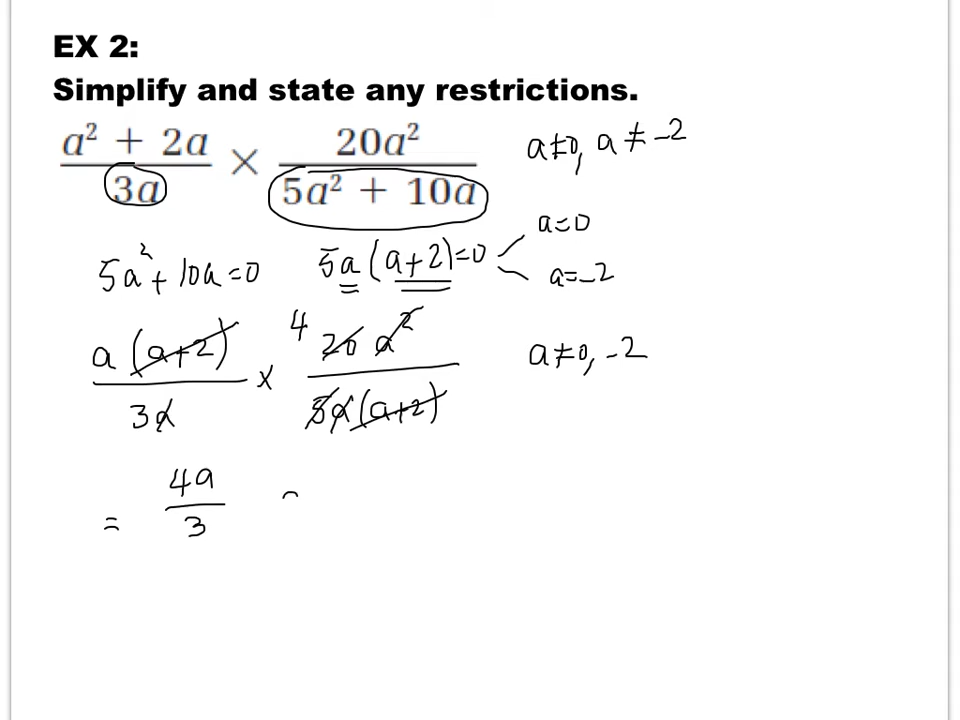 EX 2:
Simplify and state any restrictions.
a² + 2a / 3a × 20a² / 5a² + 10a
a≠0, a≠-2
5a² + 10a = 0
5a(a+2)=0
a=0
a=-2
a(a+2) / 3a × 4 20a² / 5a(a+2)
a≠0, -2
= 4a / 3